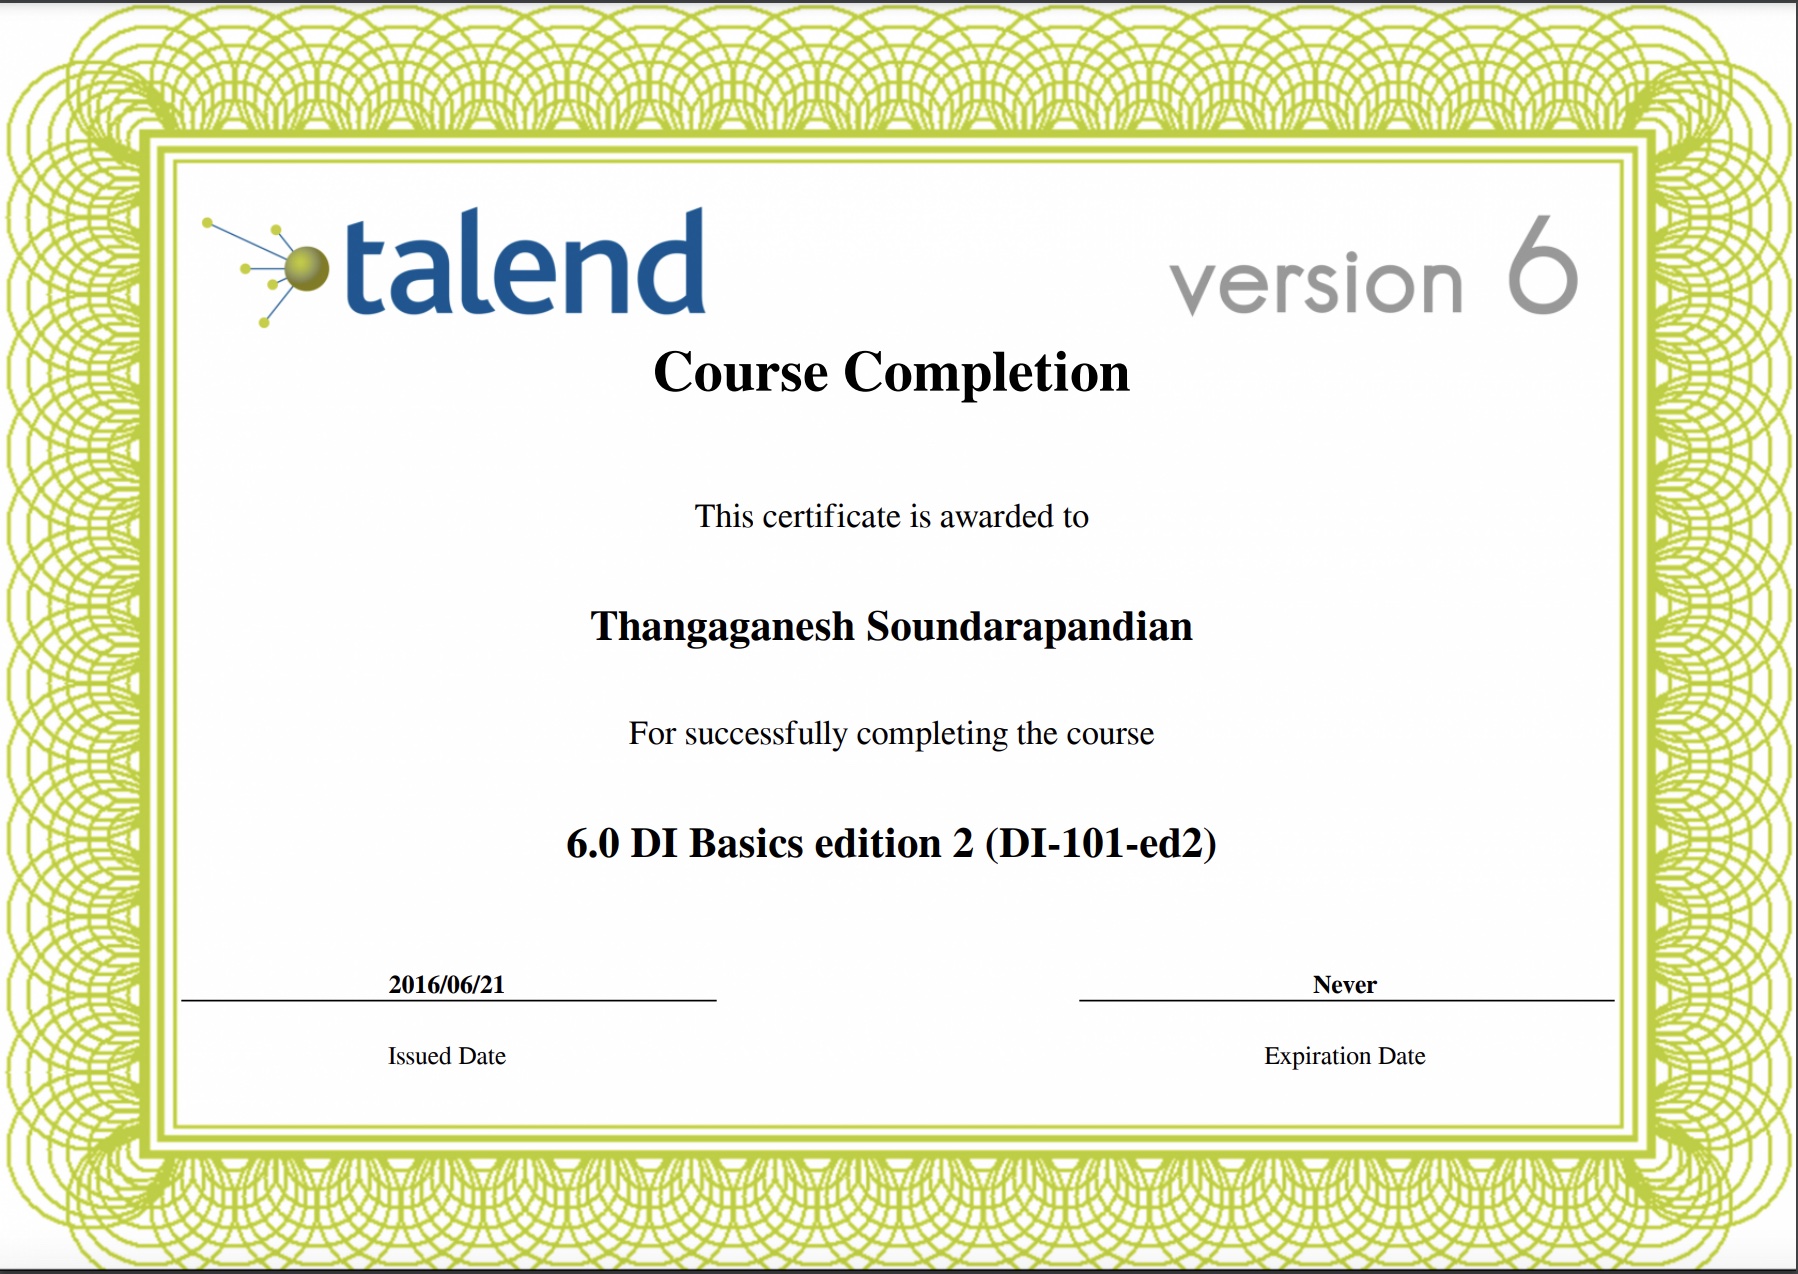 talend
version 6
Course Completion
This certificate is awarded to
Thangaganesh Soundarapandian
For successfully completing the course
6.0 DI Basics edition 2 (DI-101-ed2)
2016/06/21
Never
Issued Date
Expiration Date